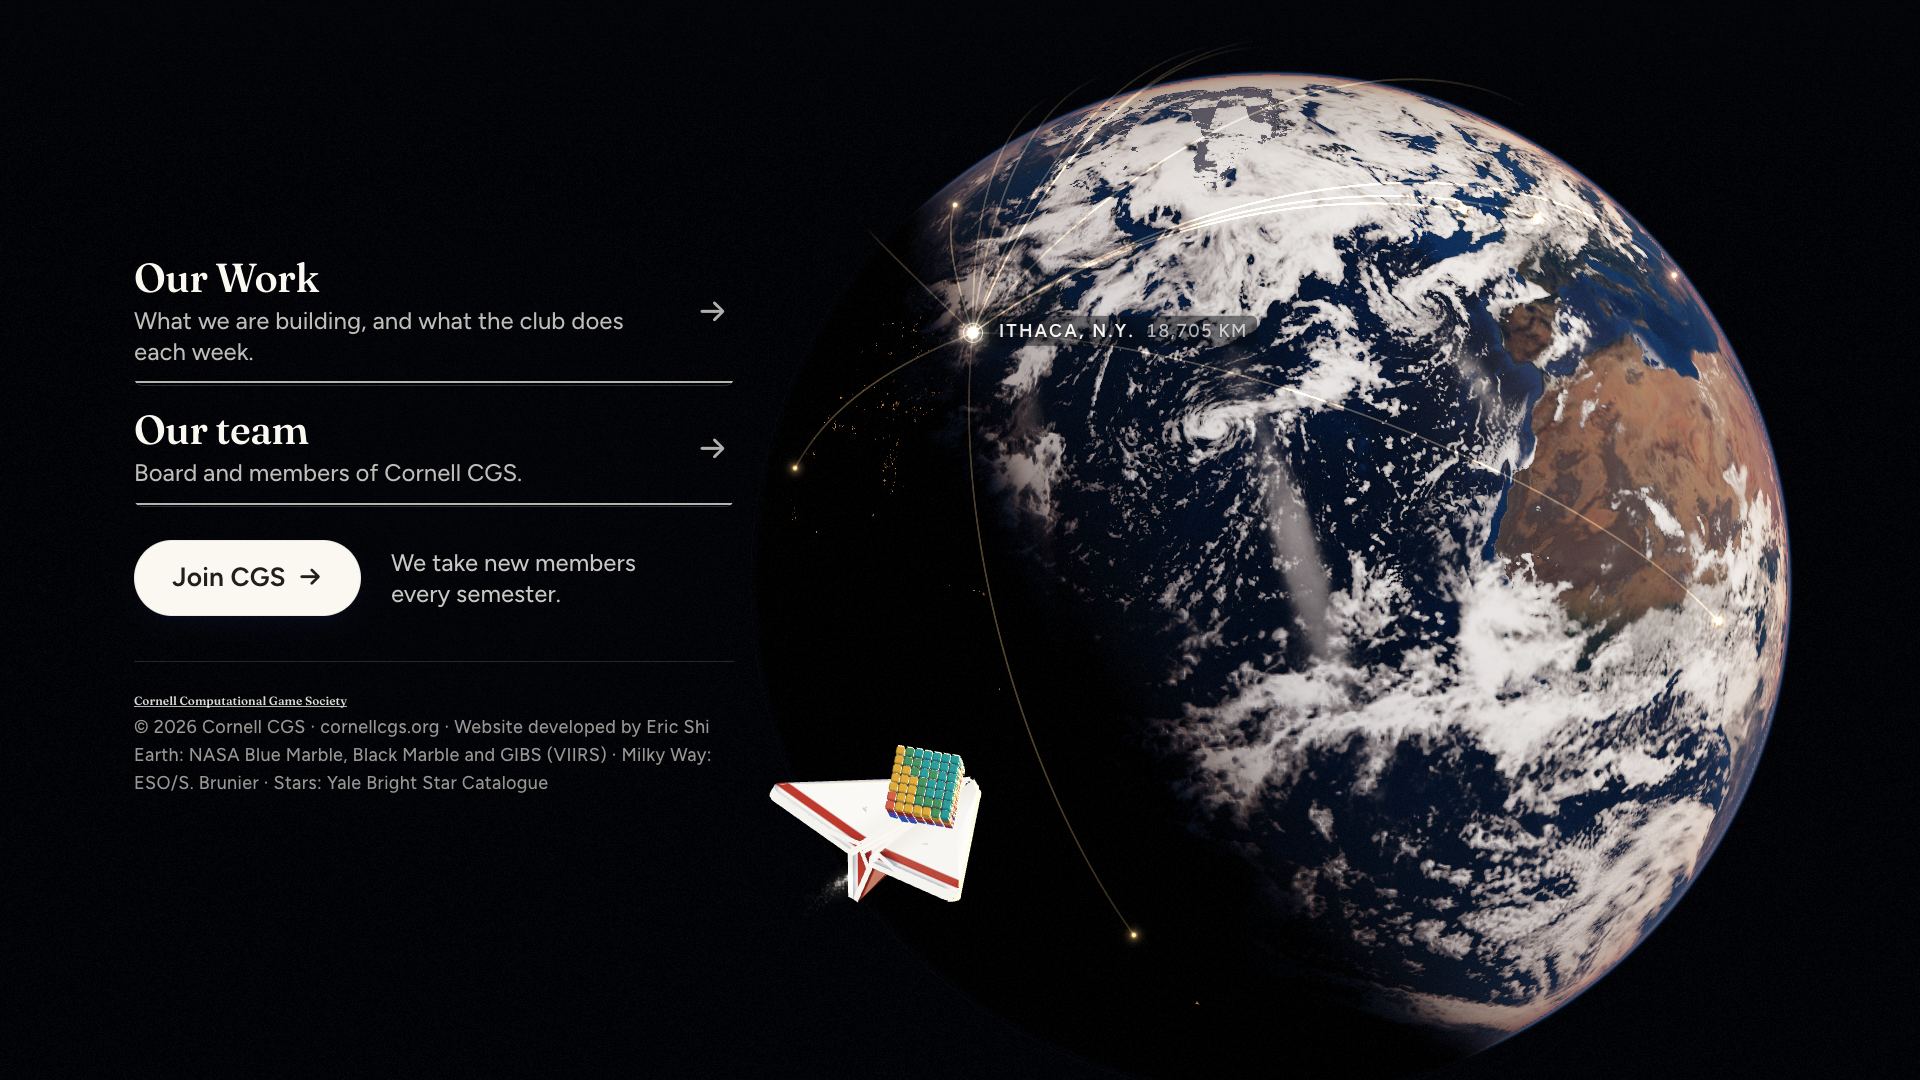 Our Work
What we are building, and what the club does
each week.
Our team
Board and members of Cornell CGS.
Join CGS →
We take new members
every semester.
Cornell Computational Game Society
© 2026 Cornell CGS · cornellcgs.org · Website developed by Eric Shi
Earth: NASA Blue Marble, Black Marble and GIBS (VIIRS) · Milky Way:
ESO/S. Brunier · Stars: Yale Bright Star Catalogue
ITHACA, N.Y. 18,705 KM